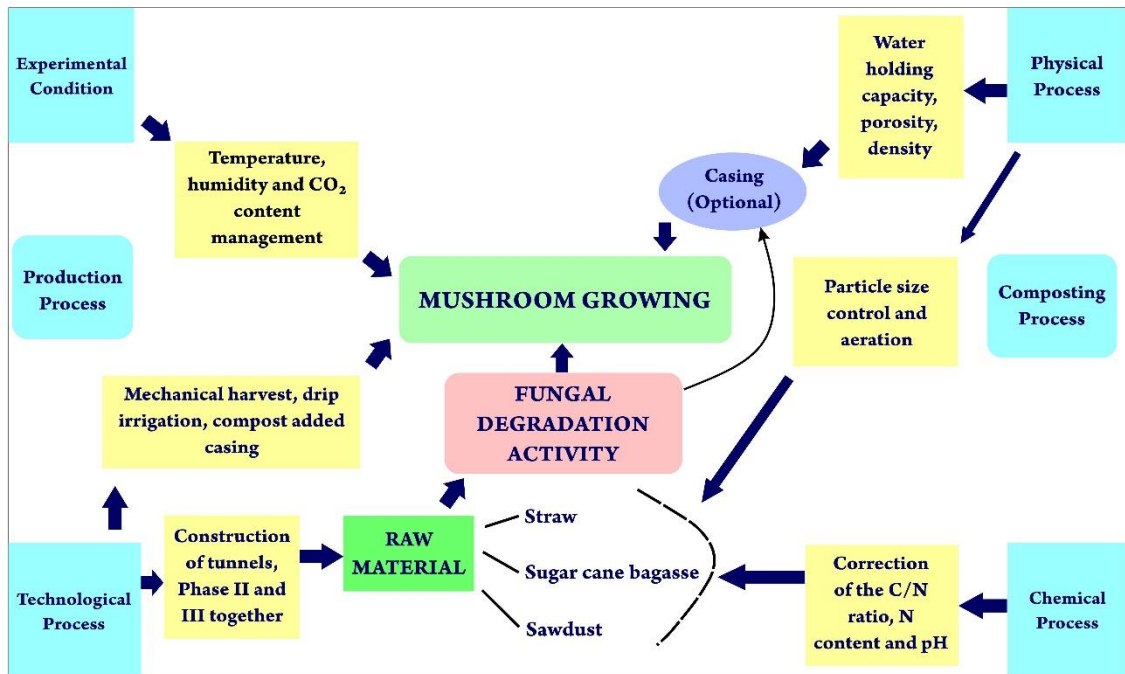 Experimental
Condition
Temperature,
humidity and CO₂
content
management
Water
holding
capacity,
porosity,
density
Physical
Process
Casing
(Optional)
Production
Process
MUSHROOM GROWING
Particle size
control and
aeration
Composting
Process
Mechanical harvest, drip
irrigation, compost added
casing
FUNGAL
DEGRADATION
ACTIVITY
Technological
Process
Construction
of tunnels,
Phase II and
III together
RAW
MATERIAL
Straw
Sugar cane bagasse
Sawdust
Correction
of the C/N
ratio, N
content and pH
Chemical
Process